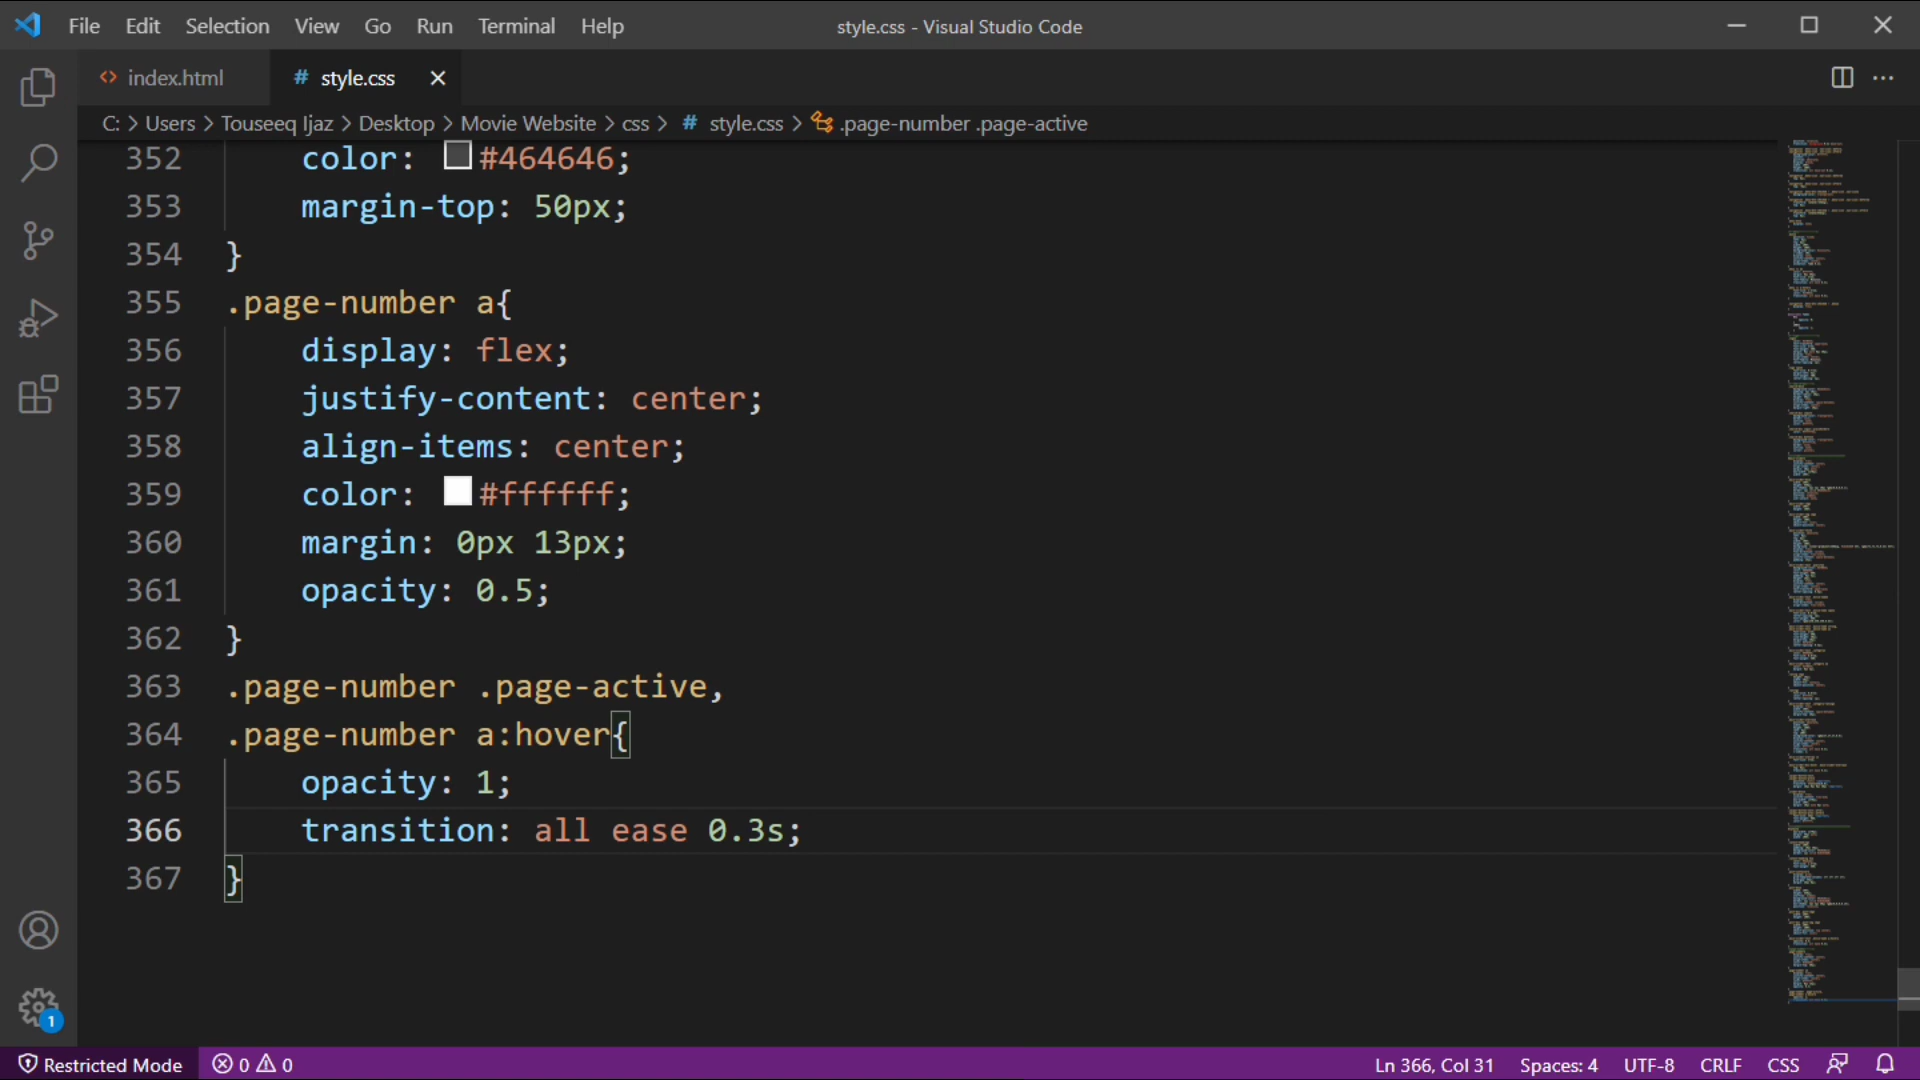 File Edit Selection View Go Run Terminal Help style.css - Visual Studio Code
<> index.html # style.css
C: > Users > Touseeq Ijaz > Desktop > Movie Website > css > # style.css > .page-number .page-active
352 color: #464646;
353 margin-top: 50px;
354 }
355 .page-number a{
356 display: flex;
357 justify-content: center;
358 align-items: center;
359 color: #ffffff;
360 margin: 0px 13px;
361 opacity: 0.5;
362 }
363 .page-number .page-active,
364 .page-number a:hover{
365 opacity: 1;
366 transition: all ease 0.3s;
367 }
1
Restricted Mode 0 0 Ln 366, Col 31 Spaces: 4 UTF-8 CRLF CSS